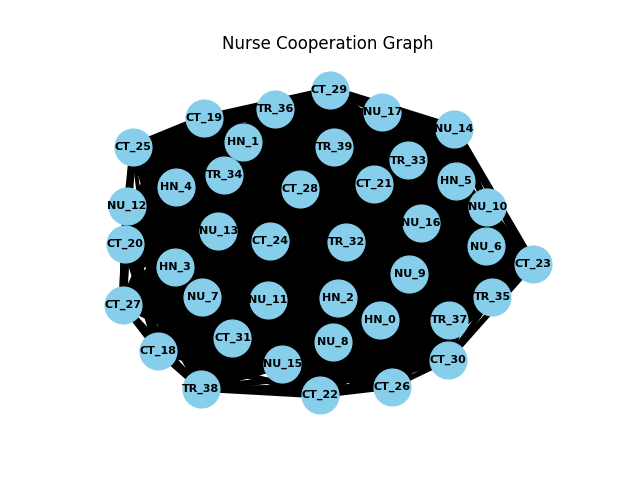 Nurse Cooperation Graph
CT_29
TR_36
NU_17
CT_19
NU_14
HN_1
CT_25
TR_39
TR_33
TR_34
HN_5
CT_21
HN_4
CT_28
NU_12
NU_10
NU_16
NU_13
CT_24
TR_32
CT_20
NU_6
CT_23
HN_3
NU_9
NU_7
TR_35
HN_2
NU_11
CT_27
HN_0
TR_37
CT_31
NU_8
CT_18
CT_30
NU_15
CT_26
TR_38
CT_22